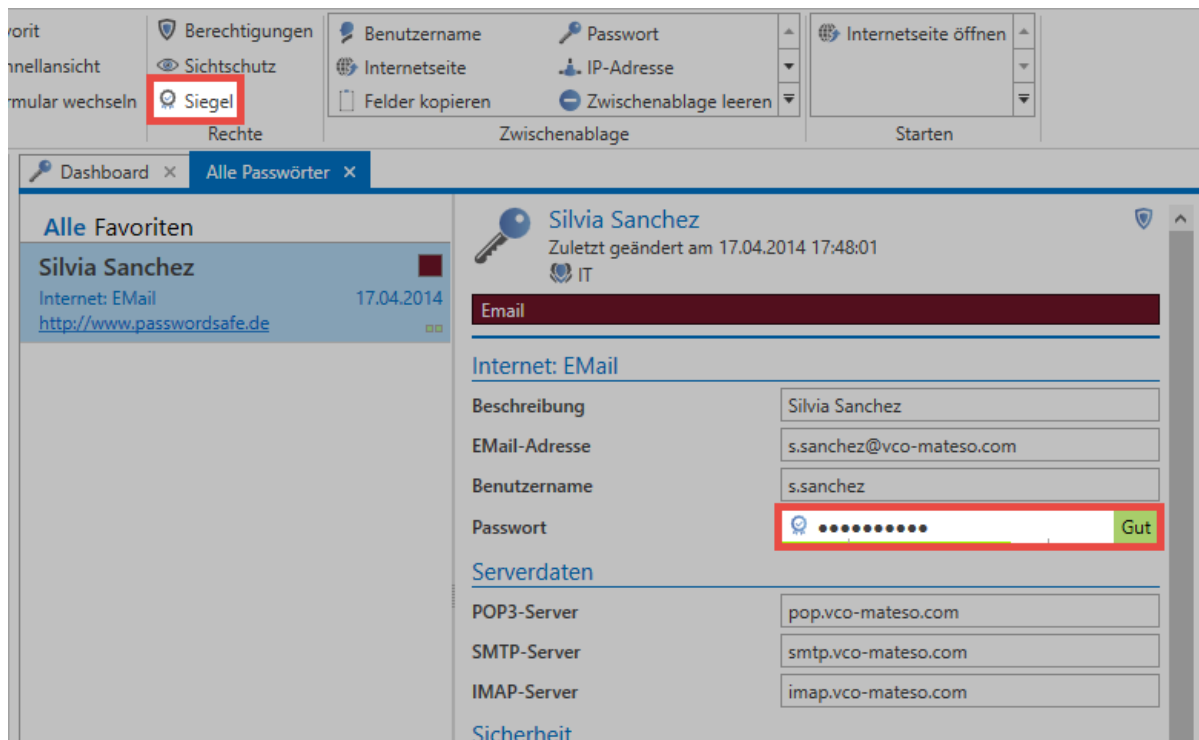 vorit
Berechtigungen
Benutzername
Passwort
Internetseite öffnen
nnellansicht
Sichtschutz
Internetseite
IP-Adresse
rmular wechseln
Siegel
Felder kopieren
Zwischenablage leeren
Rechte
Zwischenablage
Starten
Dashboard
Alle Passwörter
Alle Favoriten
Silvia Sanchez
Internet: EMail 17.04.2014
http://www.passwordsafe.de
Silvia Sanchez
Zuletzt geändert am 17.04.2014 17:48:01
IT
Email
Internet: EMail
Beschreibung Silvia Sanchez
EMail-Adresse s.sanchez@vco-mateso.com
Benutzername s.sanchez
Passwort •••••••••• Gut
Serverdaten
POP3-Server pop.vco-mateso.com
SMTP-Server smtp.vco-mateso.com
IMAP-Server imap.vco-mateso.com
Sicherheit